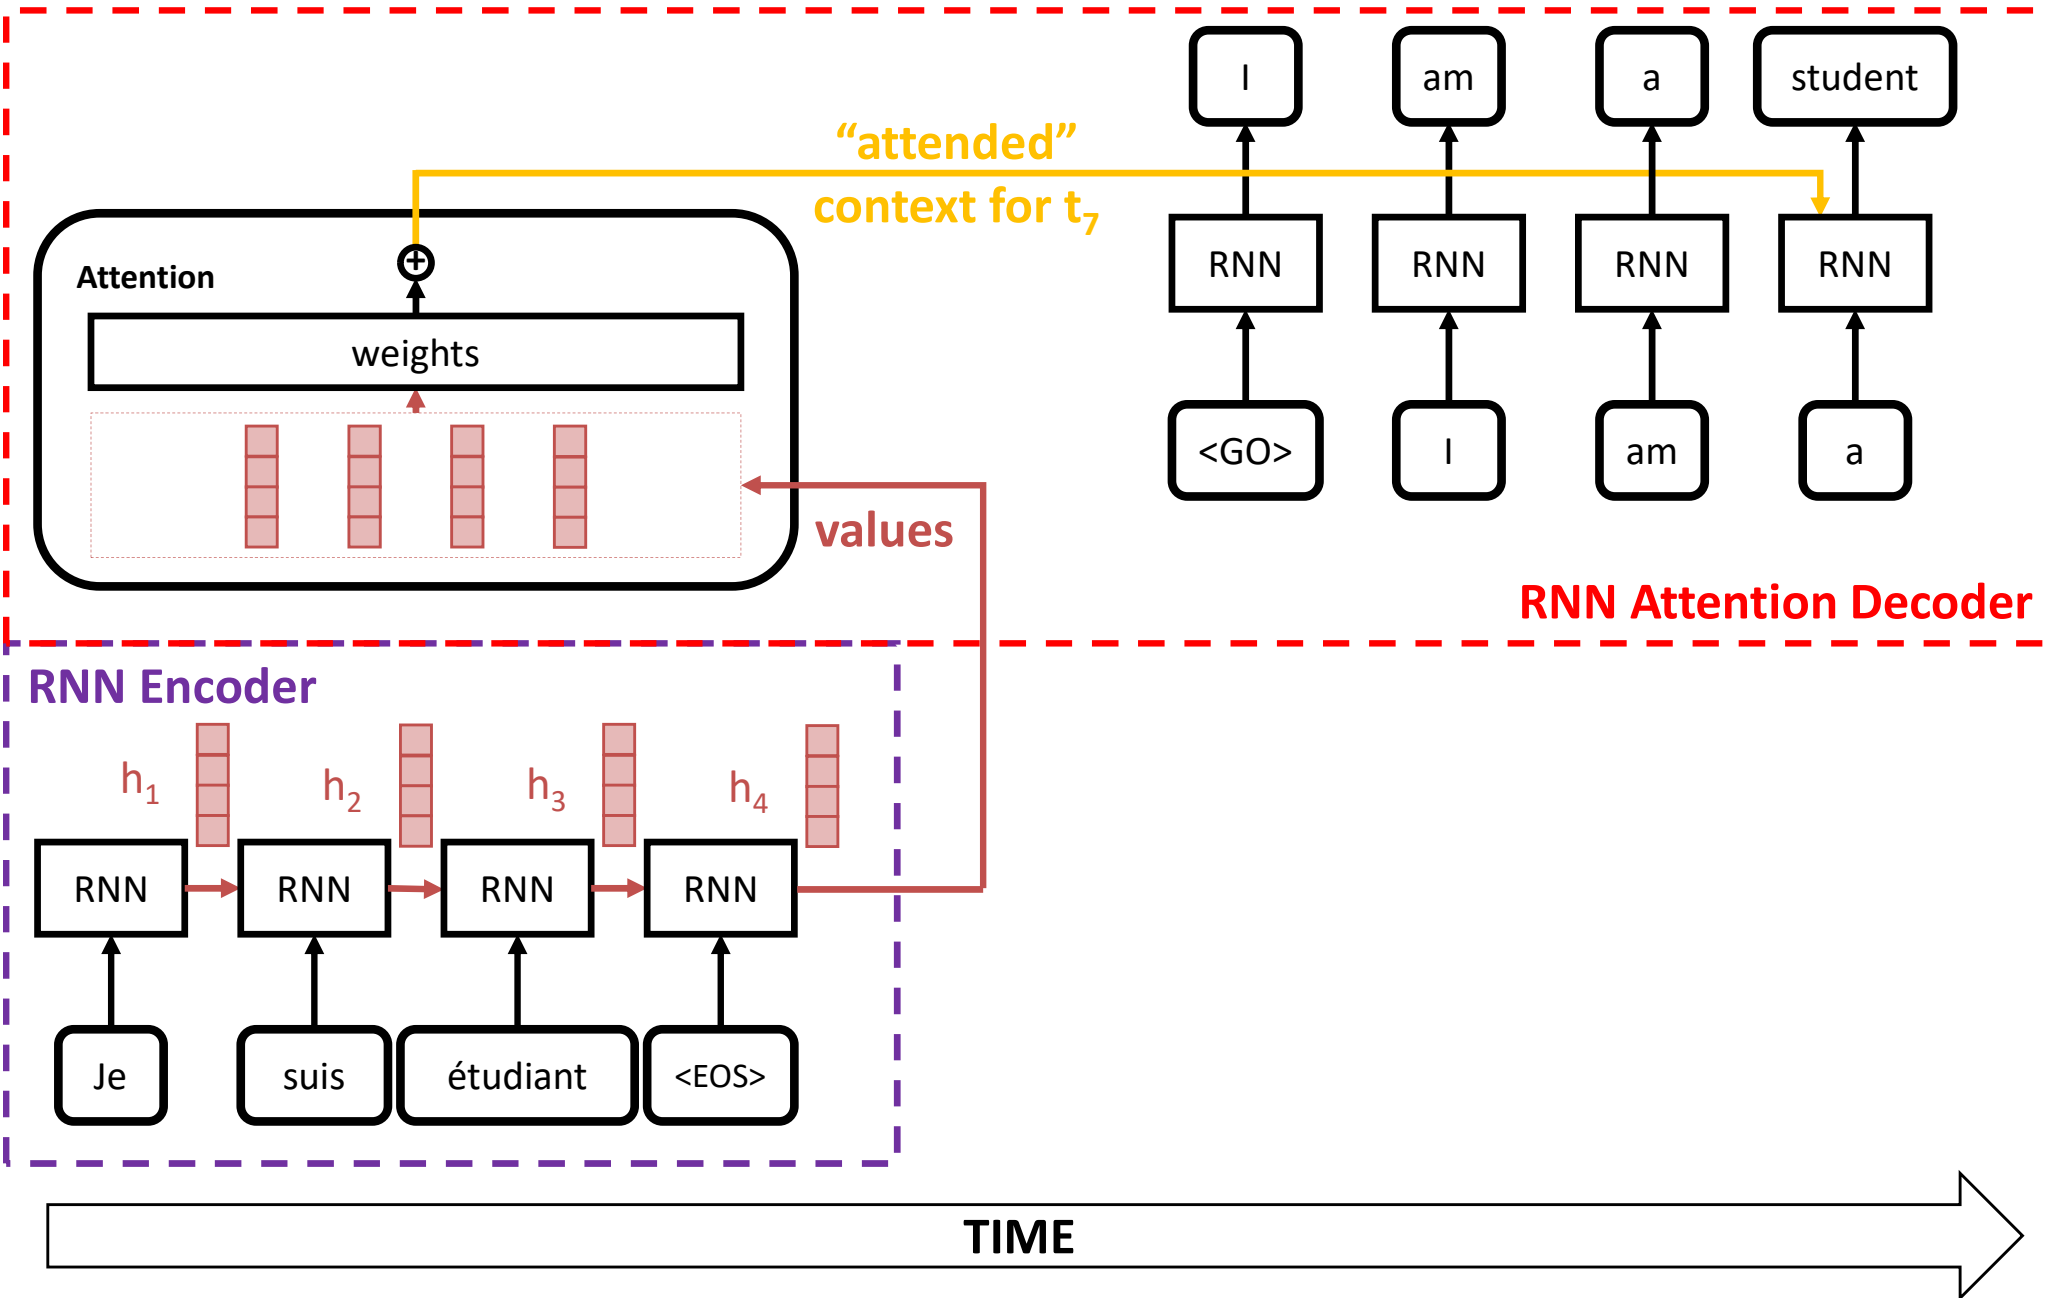 I am a student
“attended”
context for t7
Attention
RNN RNN RNN RNN
weights
<GO> I am a
values
RNN Attention Decoder
RNN Encoder
h1 h2 h3 h4
RNN RNN RNN RNN
Je suis étudiant <EOS>
TIME